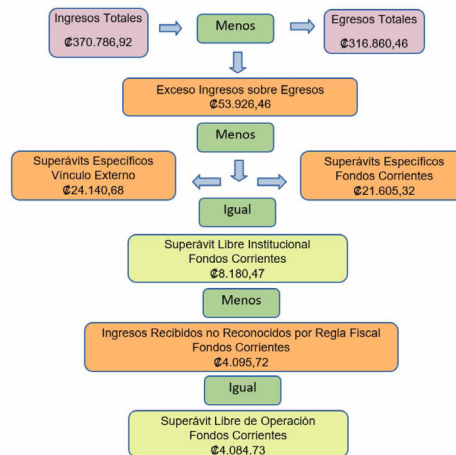 Ingresos Totales
₡370.786,92
Menos
Egresos Totales
₡316.860,46
Exceso Ingresos sobre Egresos
₡53.926,46
Menos
Superávits Específicos
Vínculo Externo
₡24.140,68
Superávits Específicos
Fondos Corrientes
₡21.605,32
Igual
Superávit Libre Institucional
Fondos Corrientes
₡8.180,47
Menos
Ingresos Recibidos no Reconocidos por Regla Fiscal
Fondos Corrientes
₡4.095,72
Igual
Superávit Libre de Operación
Fondos Corrientes
₡4.084,73